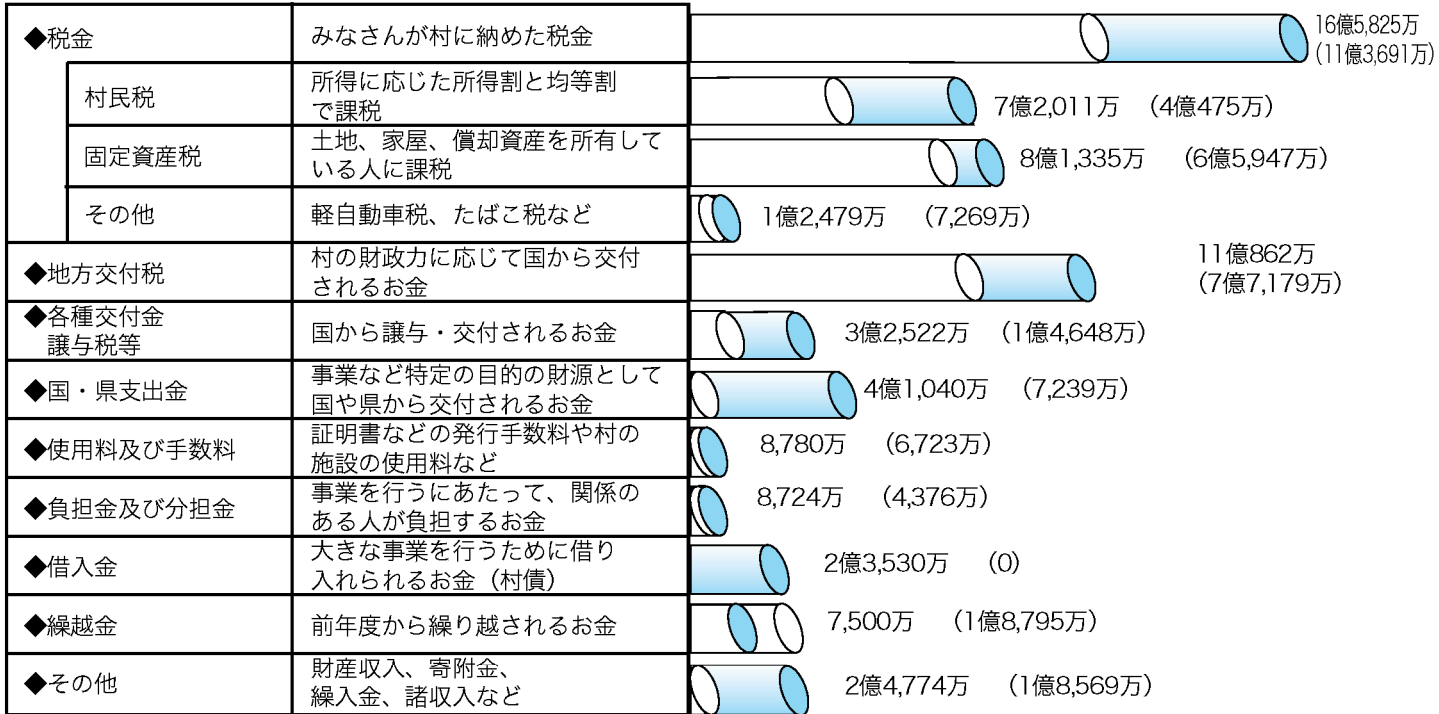 ◆税金
みなさんが村に納めた税金
16億5,825万
(11億3,691万)
村民税
所得に応じた所得割と均等割
で課税
7億2,011万 (4億475万)
固定資産税
土地、家屋、償却資産を所有して
いる人に課税
8億1,335万 (6億5,947万)
その他
軽自動車税、たばこ税など
1億2,479万 (7,269万)
◆地方交付税
村の財政力に応じて国から交付
されるお金
11億862万
(7億7,179万)
◆各種交付金
譲与税等
国から譲与・交付されるお金
3億2,522万 (1億4,648万)
◆国・県支出金
事業など特定の目的の財源として
国や県から交付されるお金
4億1,040万 (7,239万)
◆使用料及び手数料
証明書などの発行手数料や村の
施設の使用料など
8,780万 (6,723万)
◆負担金及び分担金
事業を行うにあたって、関係の
ある人が負担するお金
8,724万 (4,376万)
◆借入金
大きな事業を行うために借り
入れられるお金（村債）
2億3,530万 (0)
◆繰越金
前年度から繰り越されるお金
7,500万 (1億8,795万)
◆その他
財産収入、寄附金、
繰入金、諸収入など
2億4,774万 (1億8,569万)